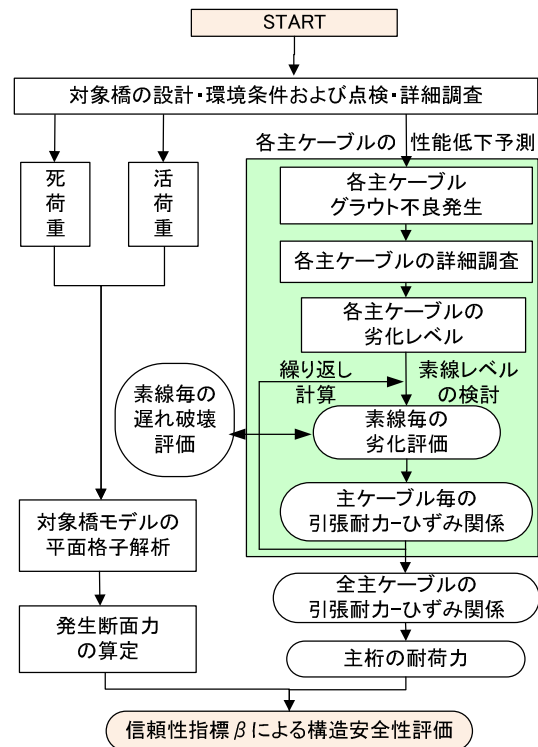 START
対象橋の設計・環境条件および点検・詳細調査
各主ケーブルの 性能低下予測
死荷重
活荷重
各主ケーブル
グラウト不良発生
各主ケーブルの詳細調査
各主ケーブルの
劣化レベル
繰り返し
計算
素線レベル
の検討
素線毎の
遅れ破壊
評価
素線毎の
劣化評価
主ケーブル毎の
引張耐力-ひずみ関係
対象橋モデルの
平面格子解析
全主ケーブルの
引張耐力-ひずみ関係
発生断面力
の算定
主桁の耐荷力
信頼性指標βによる構造安全性評価